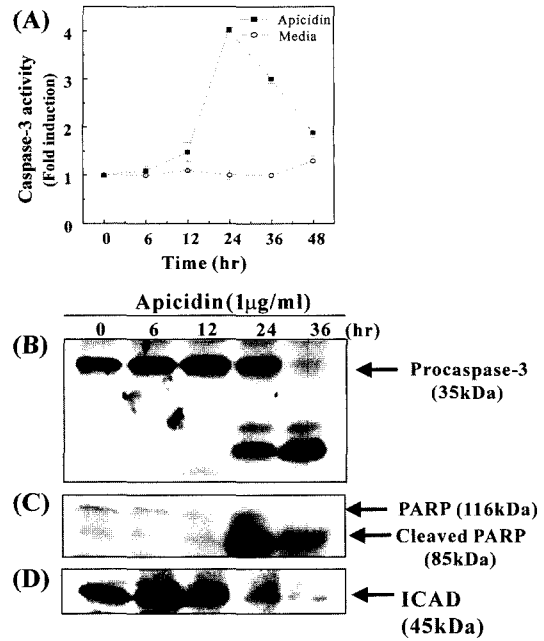 (A)
Apicidin
Media
Caspase-3 activity
(Fold induction)
4
3
2
1
0
0 6 12 24 36 48
Time (hr)
Apicidin (1μg/ml)
0 6 12 24 36 (hr)
(B)
Procaspase-3
(35kDa)
(C)
PARP (116kDa)
Cleaved PARP
(85kDa)
(D)
ICAD
(45kDa)